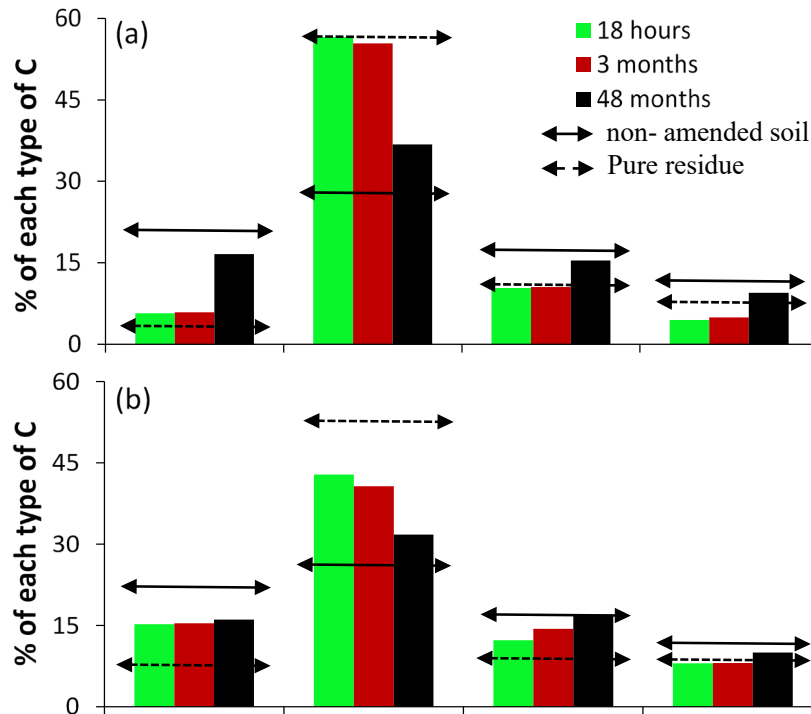 60
(a)
18 hours
3 months
48 months
non- amended soil
Pure residue
45
30
15
0
% of each type of C
60
(b)
45
30
15
0
% of each type of C